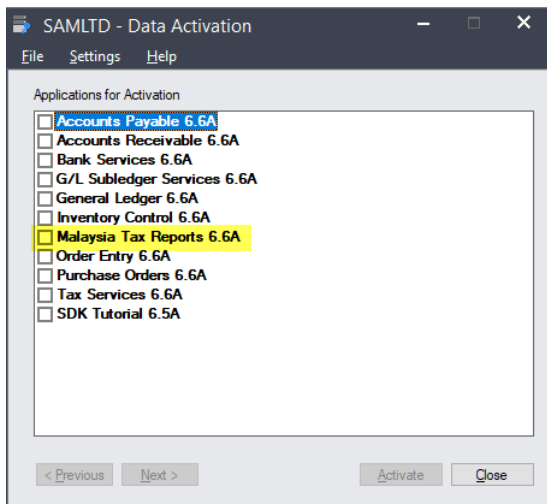 SAMLTD - Data Activation
File Settings Help
Applications for Activation
Accounts Payable 6.6A
Accounts Receivable 6.6A
Bank Services 6.6A
G/L Subledger Services 6.6A
General Ledger 6.6A
Inventory Control 6.6A
Malaysia Tax Reports 6.6A
Order Entry 6.6A
Purchase Orders 6.6A
Tax Services 6.6A
SDK Tutorial 6.5A
< Previous Next > Activate Close